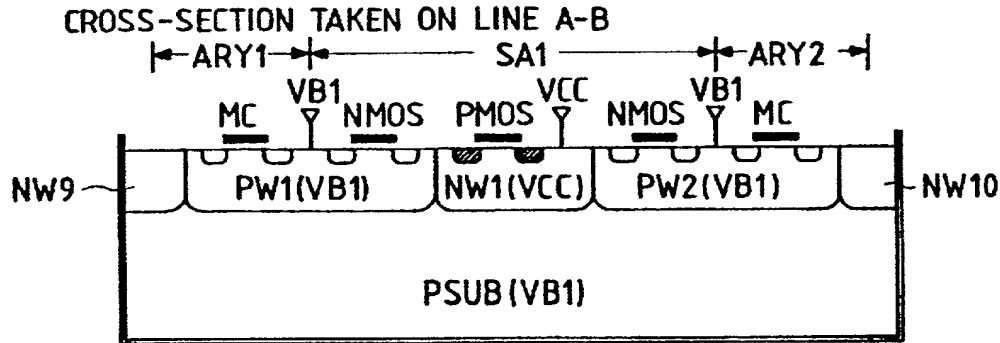 CROSS-SECTION TAKEN ON LINE A-B
ARY1 SA1 ARY2
VB1 VCC VB1
MC NMOS PMOS NMOS MC
NW9 PW1(VB1) NW1(VCC) PW2(VB1) NW10
PSUB(VB1)